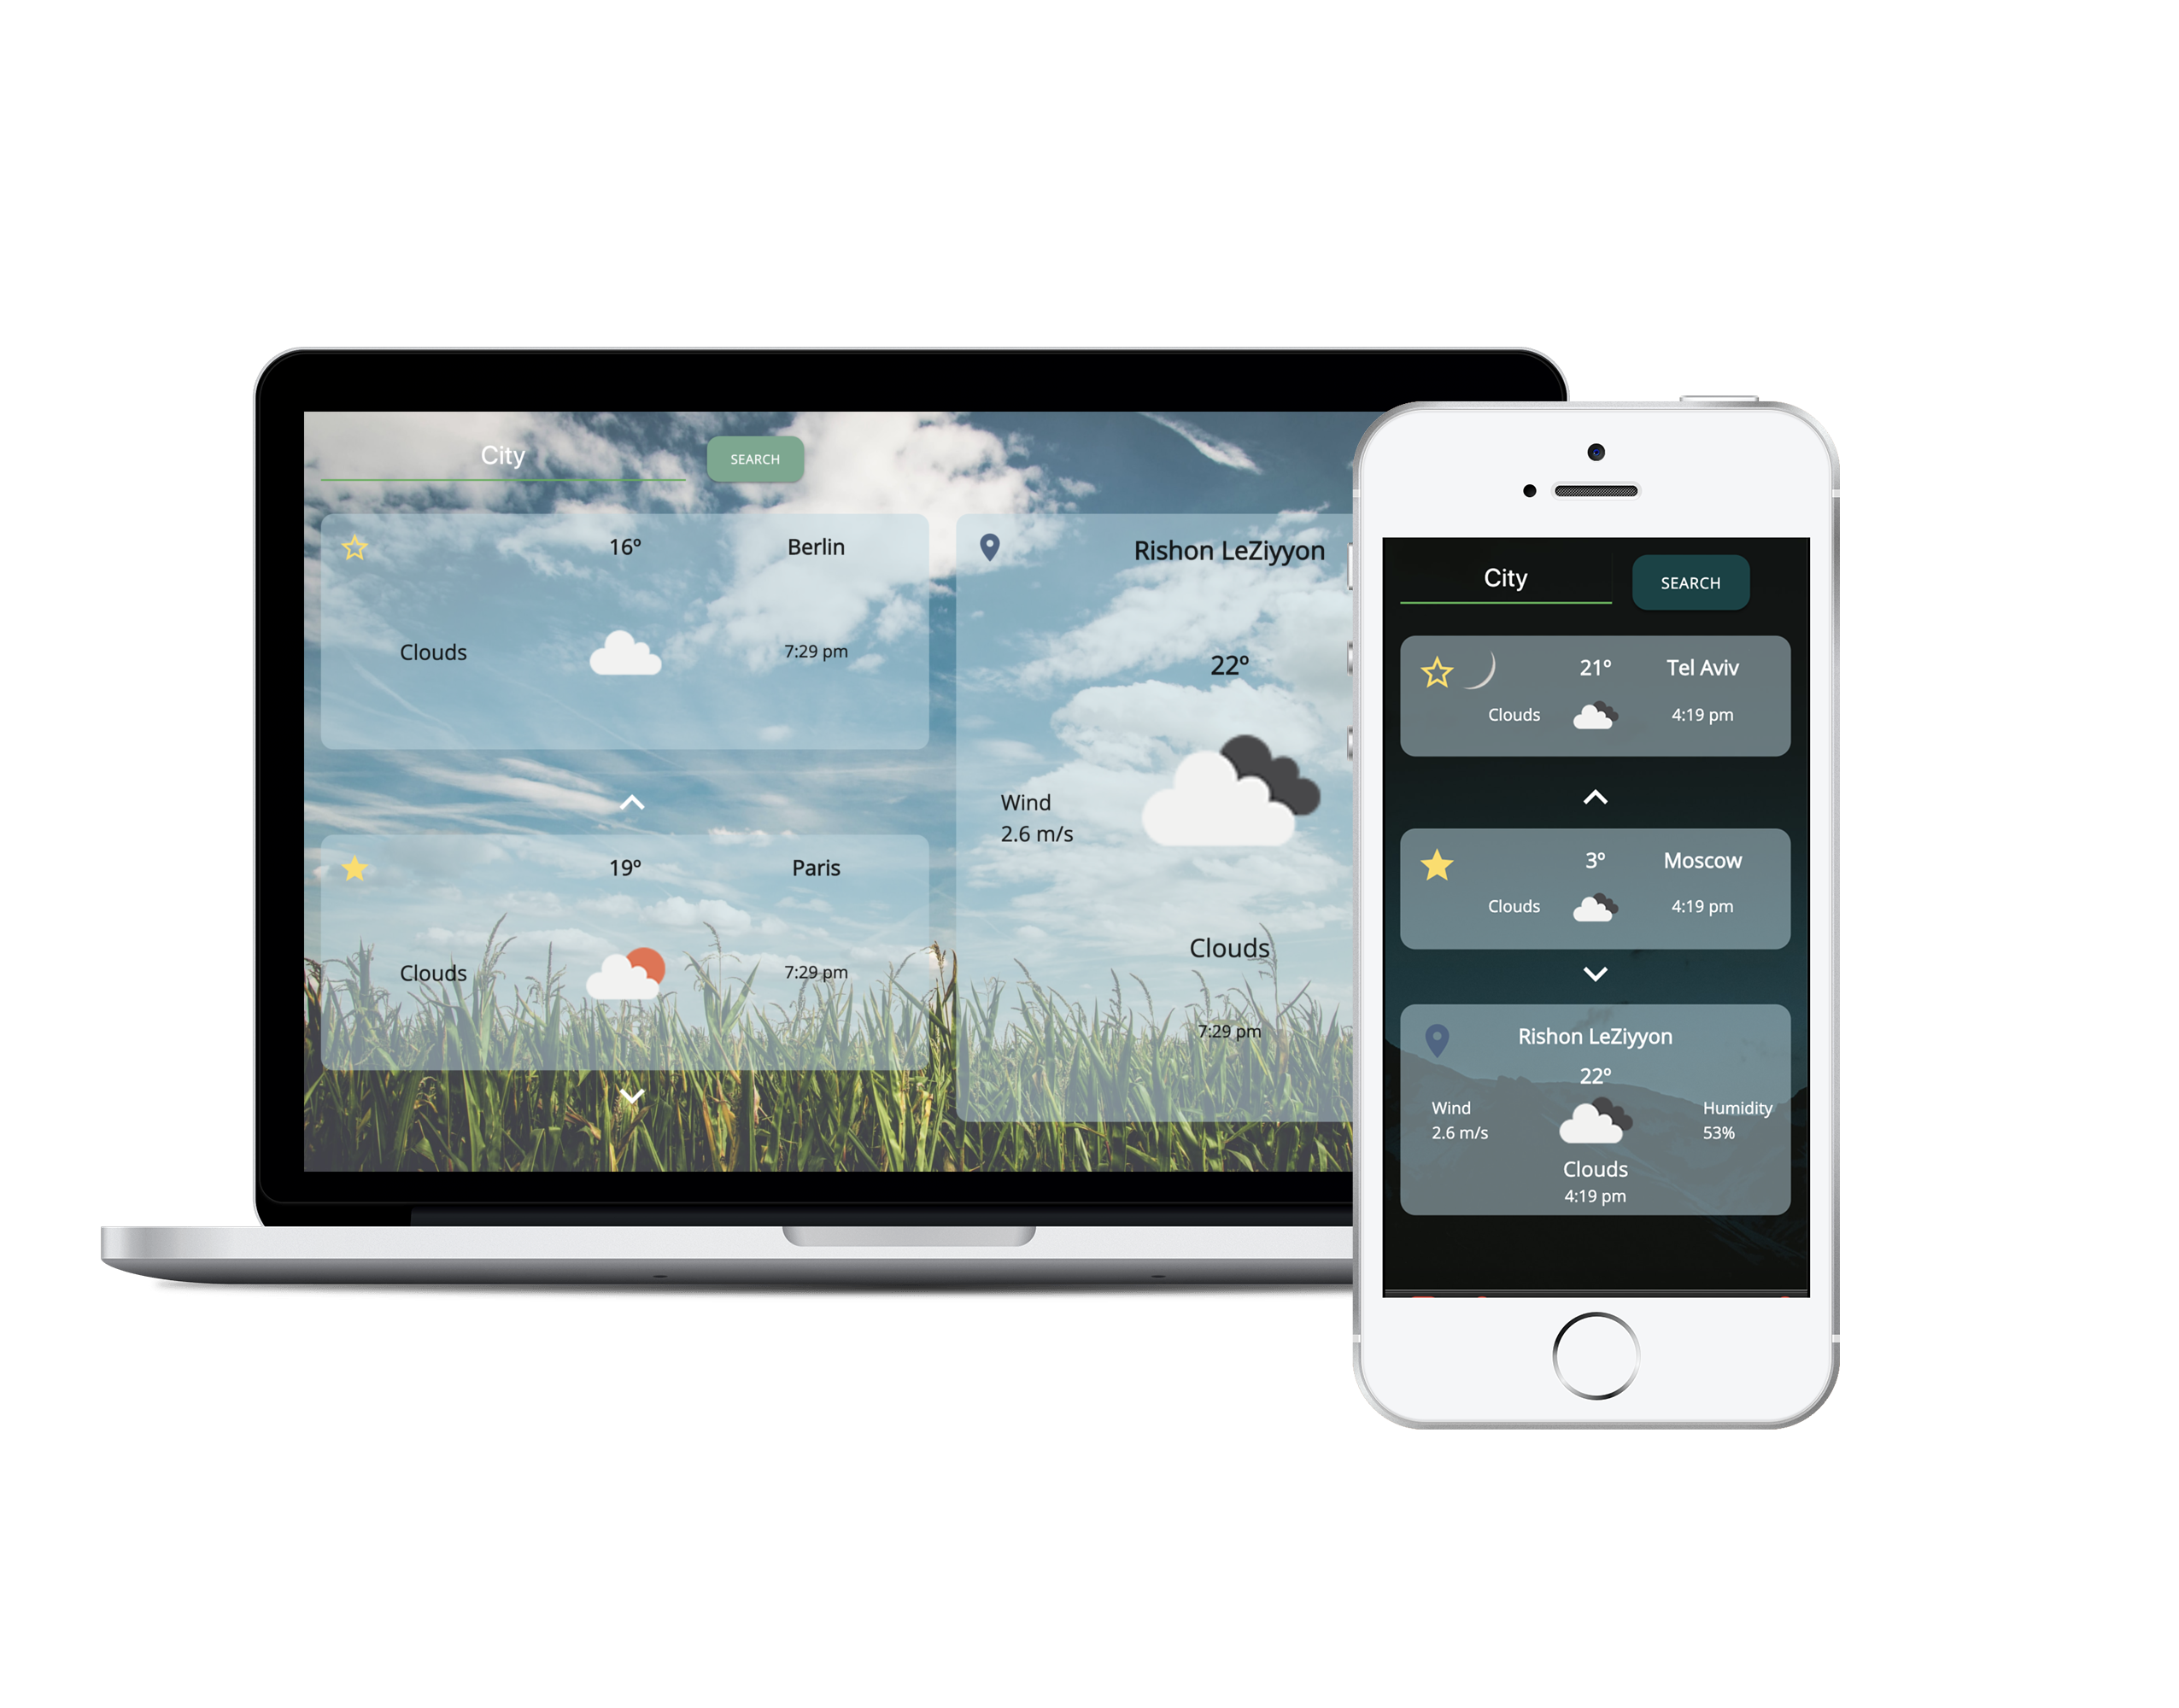 City
SEARCH
16° Berlin
Clouds 7:29 pm
19° Paris
Clouds 7:29 pm
Rishon LeZiyyon
22°
Wind
2.6 m/s
Clouds
7:29 pm
City
SEARCH
21° Tel Aviv
Clouds 4:19 pm
3° Moscow
Clouds 4:19 pm
Rishon LeZiyyon
22°
Wind Humidity
2.6 m/s 53%
Clouds
4:19 pm